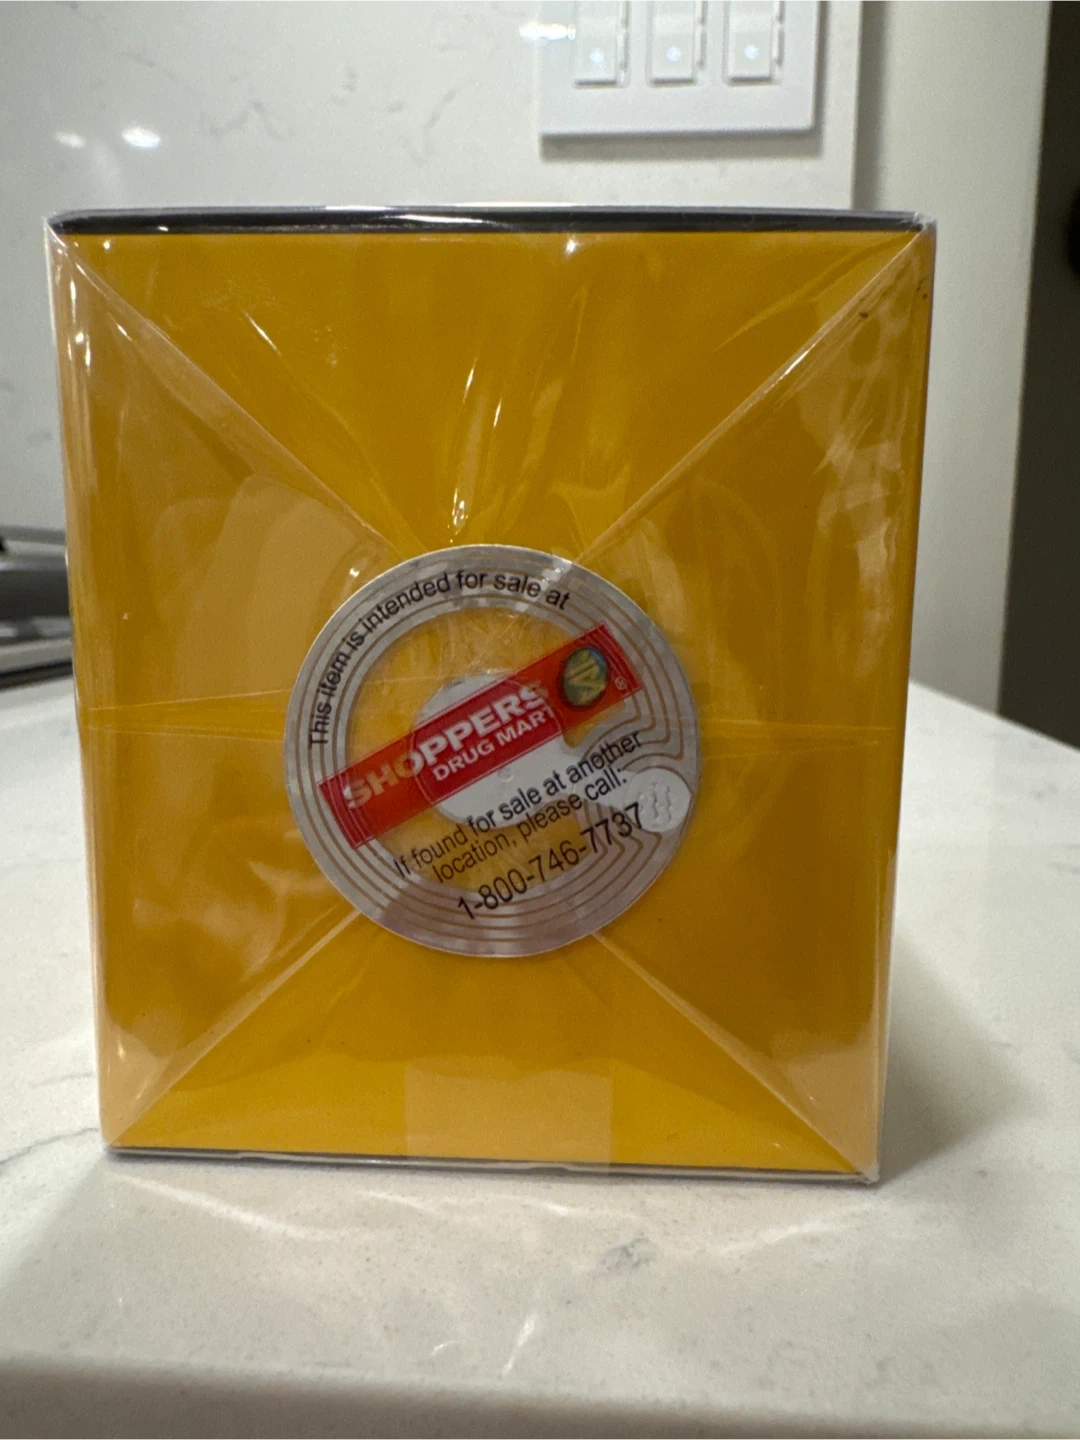 This item is intended for sale at
SHOPPERS
DRUG MART
®
If found for sale at another
location, please call:
1-800-746-7737